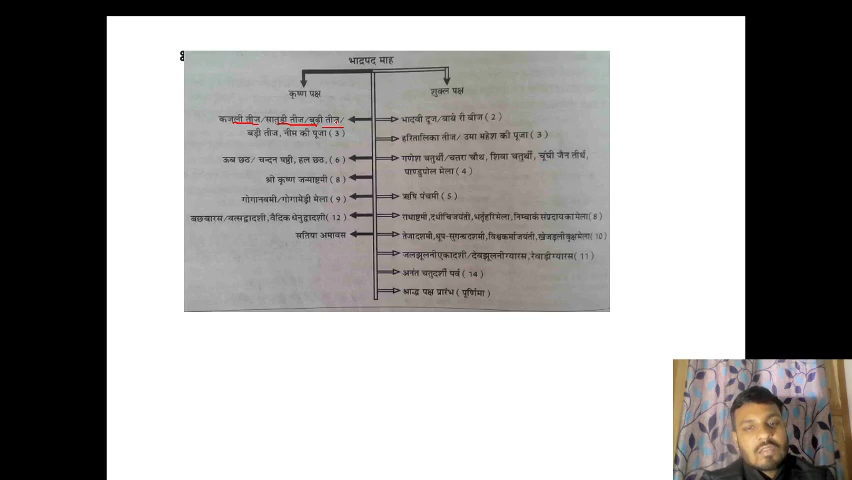 भाद्रपद माह
कृष्ण पक्ष
शुक्ल पक्ष
कजली तीज/सातुड़ी तीज/बूढ़ी तीज/
बड़ी तीज, नीम की पूजा ( 3 )
ऊब छठ/ चन्दन षष्ठी, हल छठ, ( 6 )
श्री कृष्ण जन्माष्टमी ( 8 )
गोगानवमी/गोगामेड़ी मेला ( 9 )
बछबारस/वत्सद्वादशी,वैदिक धेनुद्वादशी ( 12 )
सतिया अमावस
भादवी दूज/बाबे री बीज ( 2 )
हरितालिका तीज/ उमा महेश की पूजा ( 3 )
गणेश चतुर्थी/चतरा चौथ, शिवा चतुर्थी, चूंघी जैन तीर्थ,
पाण्डुपोल मेला ( 4 )
ऋषि पंचमी ( 5 )
राधाष्टमी,दधीचिजयंती,भर्तृहरिमेला,निम्बार्क संप्रदाय का मेला ( 8 )
तेजादशमी,धूप-सुगन्धदशमी,विश्वकर्माजयंती,खेजड़लीवृक्षमेला( 10 )
जलझूलनीएकादशी/देवझूलनीग्यारस,रेवाड़ीग्यारस( 11 )
अनंत चतुदर्शी पर्व ( 14 )
श्राद्ध पक्ष प्रारंभ ( पूर्णिमा )